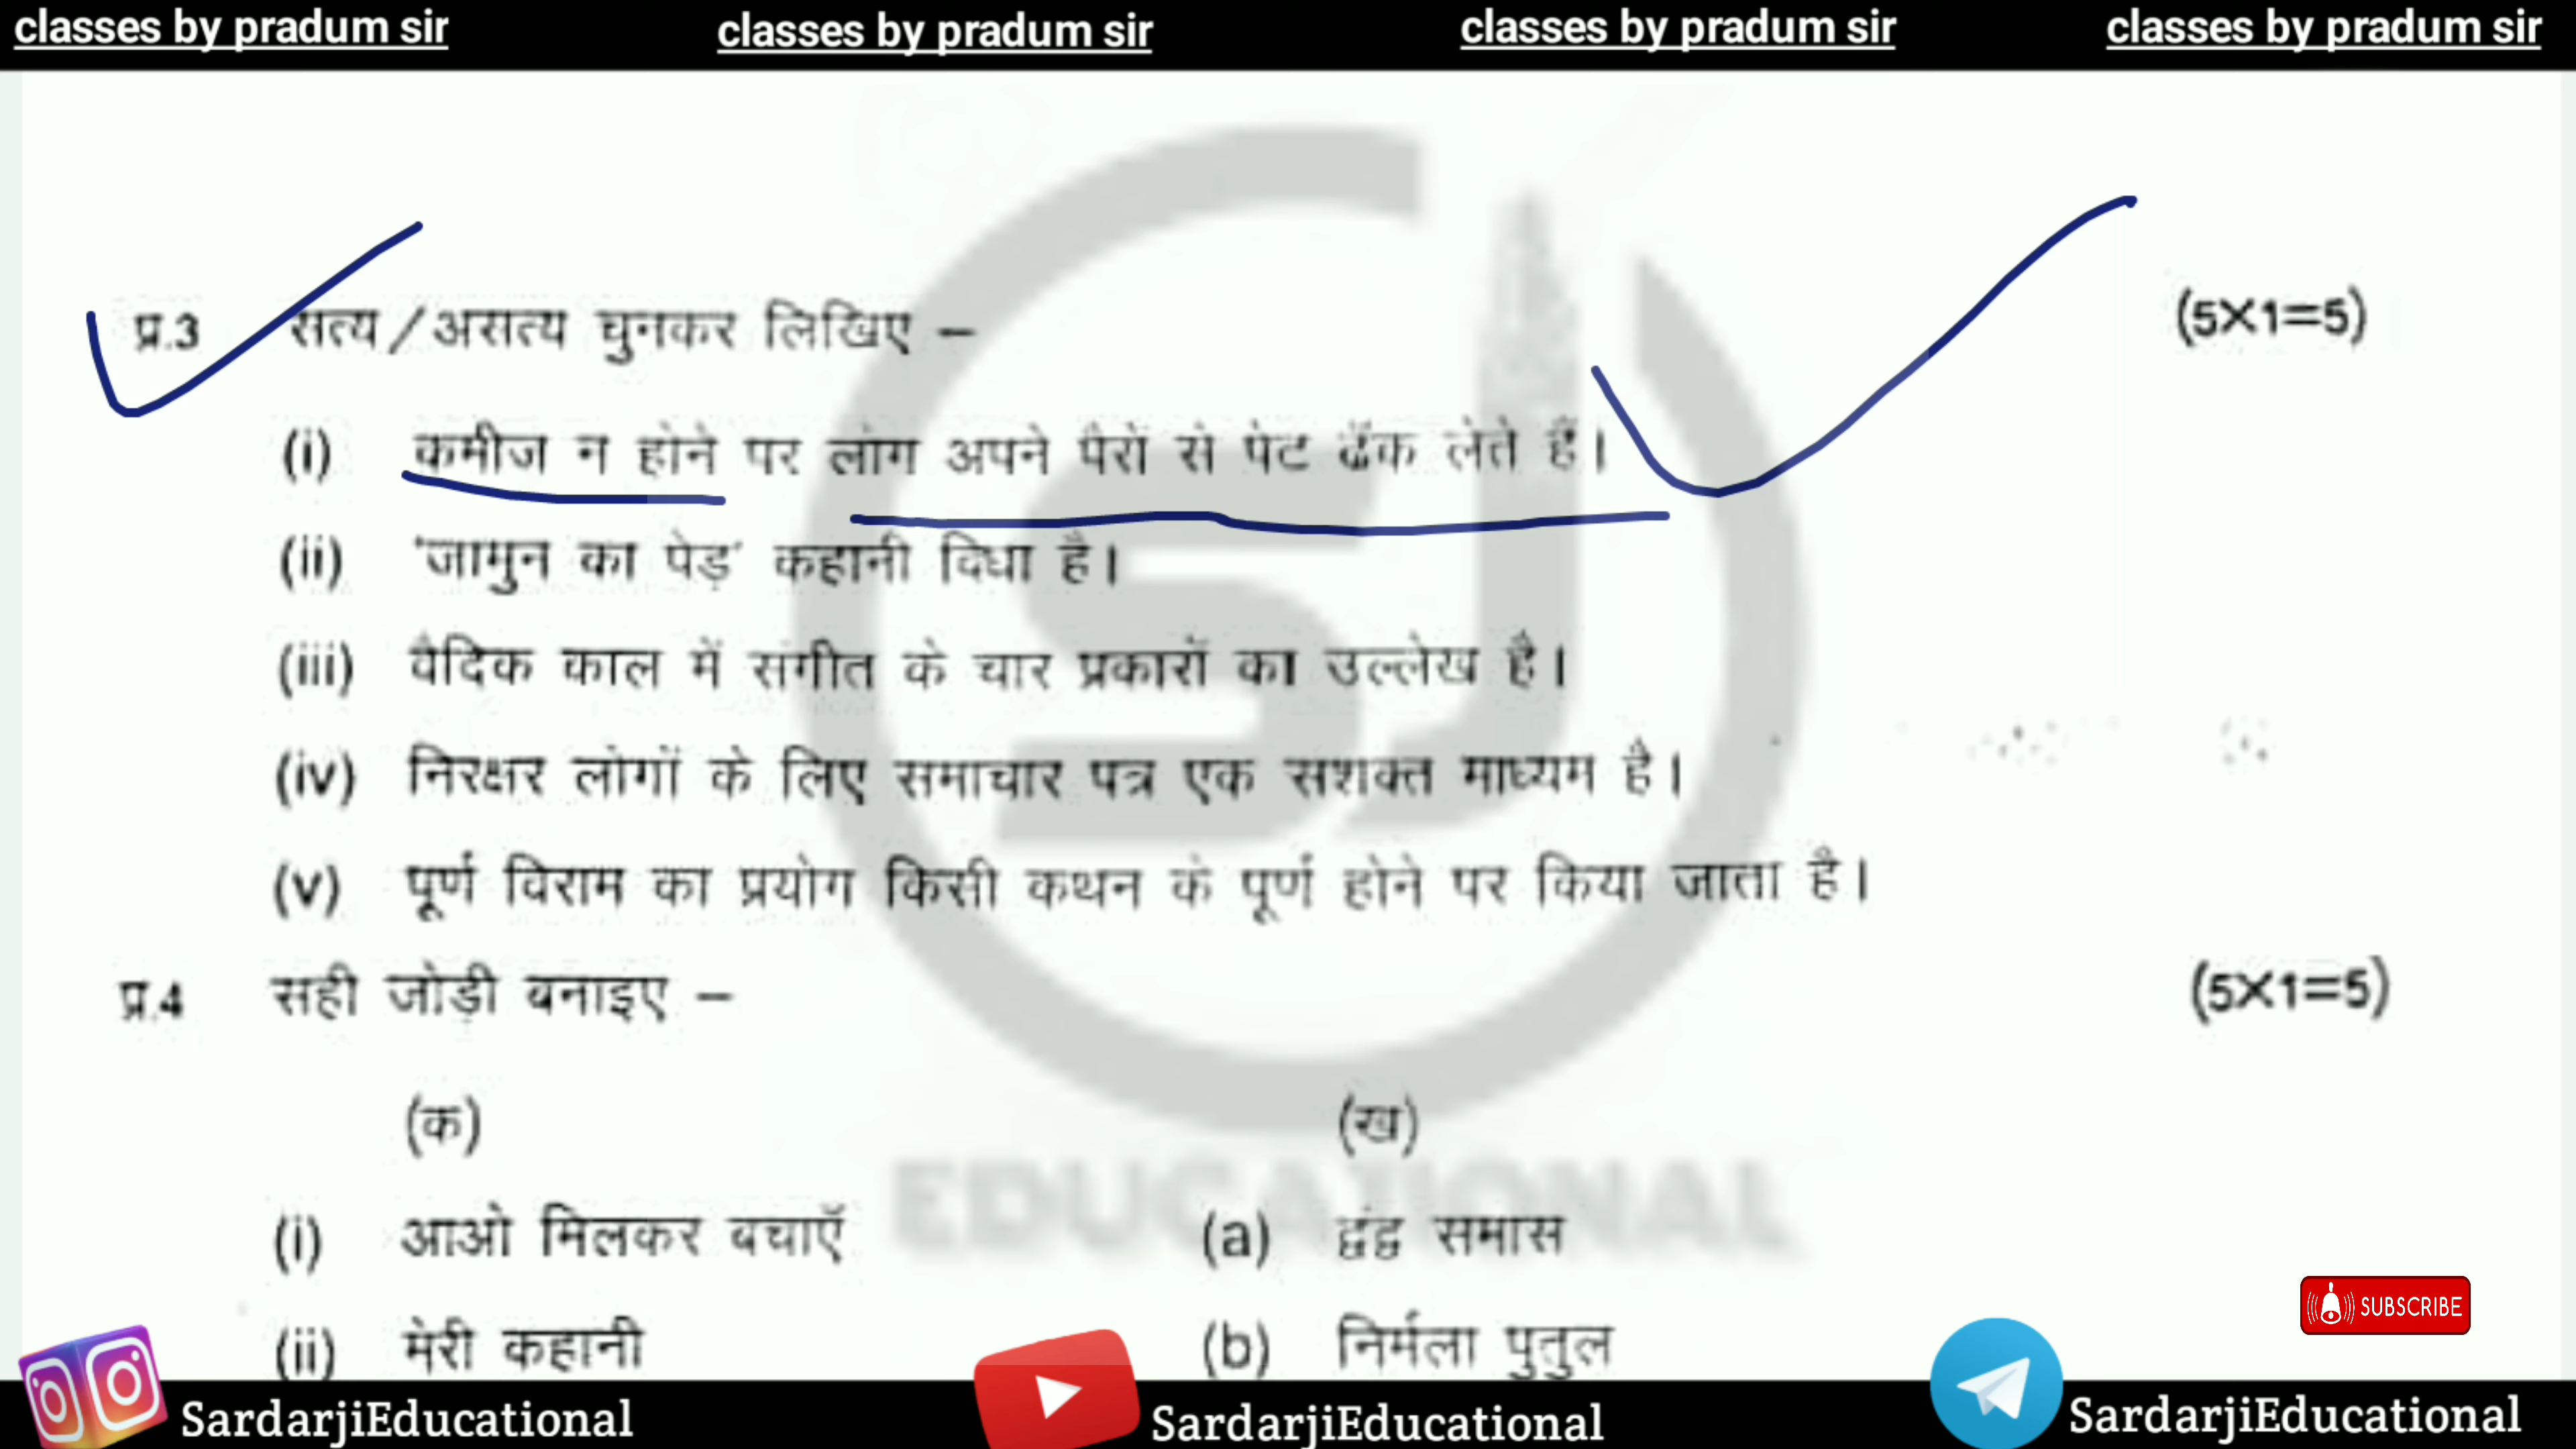 classes by pradum sir classes by pradum sir classes by pradum sir classes by pradum sir
प्र.3 सत्य/असत्य चुनकर लिखिए – (5×1=5)
(i) कमीज न होने पर लोग अपने पैरों से पेट ढँक लेते हैं।
(ii) 'जामुन का पेड़' कहानी विधा है।
(iii) वैदिक काल में संगीत के चार प्रकारों का उल्लेख है।
(iv) निरक्षर लोगों के लिए समाचार पत्र एक सशक्त माध्यम है।
(v) पूर्ण विराम का प्रयोग किसी कथन के पूर्ण होने पर किया जाता है।
प्र.4 सही जोड़ी बनाइए – (5×1=5)
(क) (ख)
EDUCATIONAL
(i) आओ मिलकर बचाएँ (a) द्वंद्व समास
(ii) मेरी कहानी (b) निर्मला पुतुल
SUBSCRIBE
SardarjiEducational SardarjiEducational SardarjiEducational
SJ